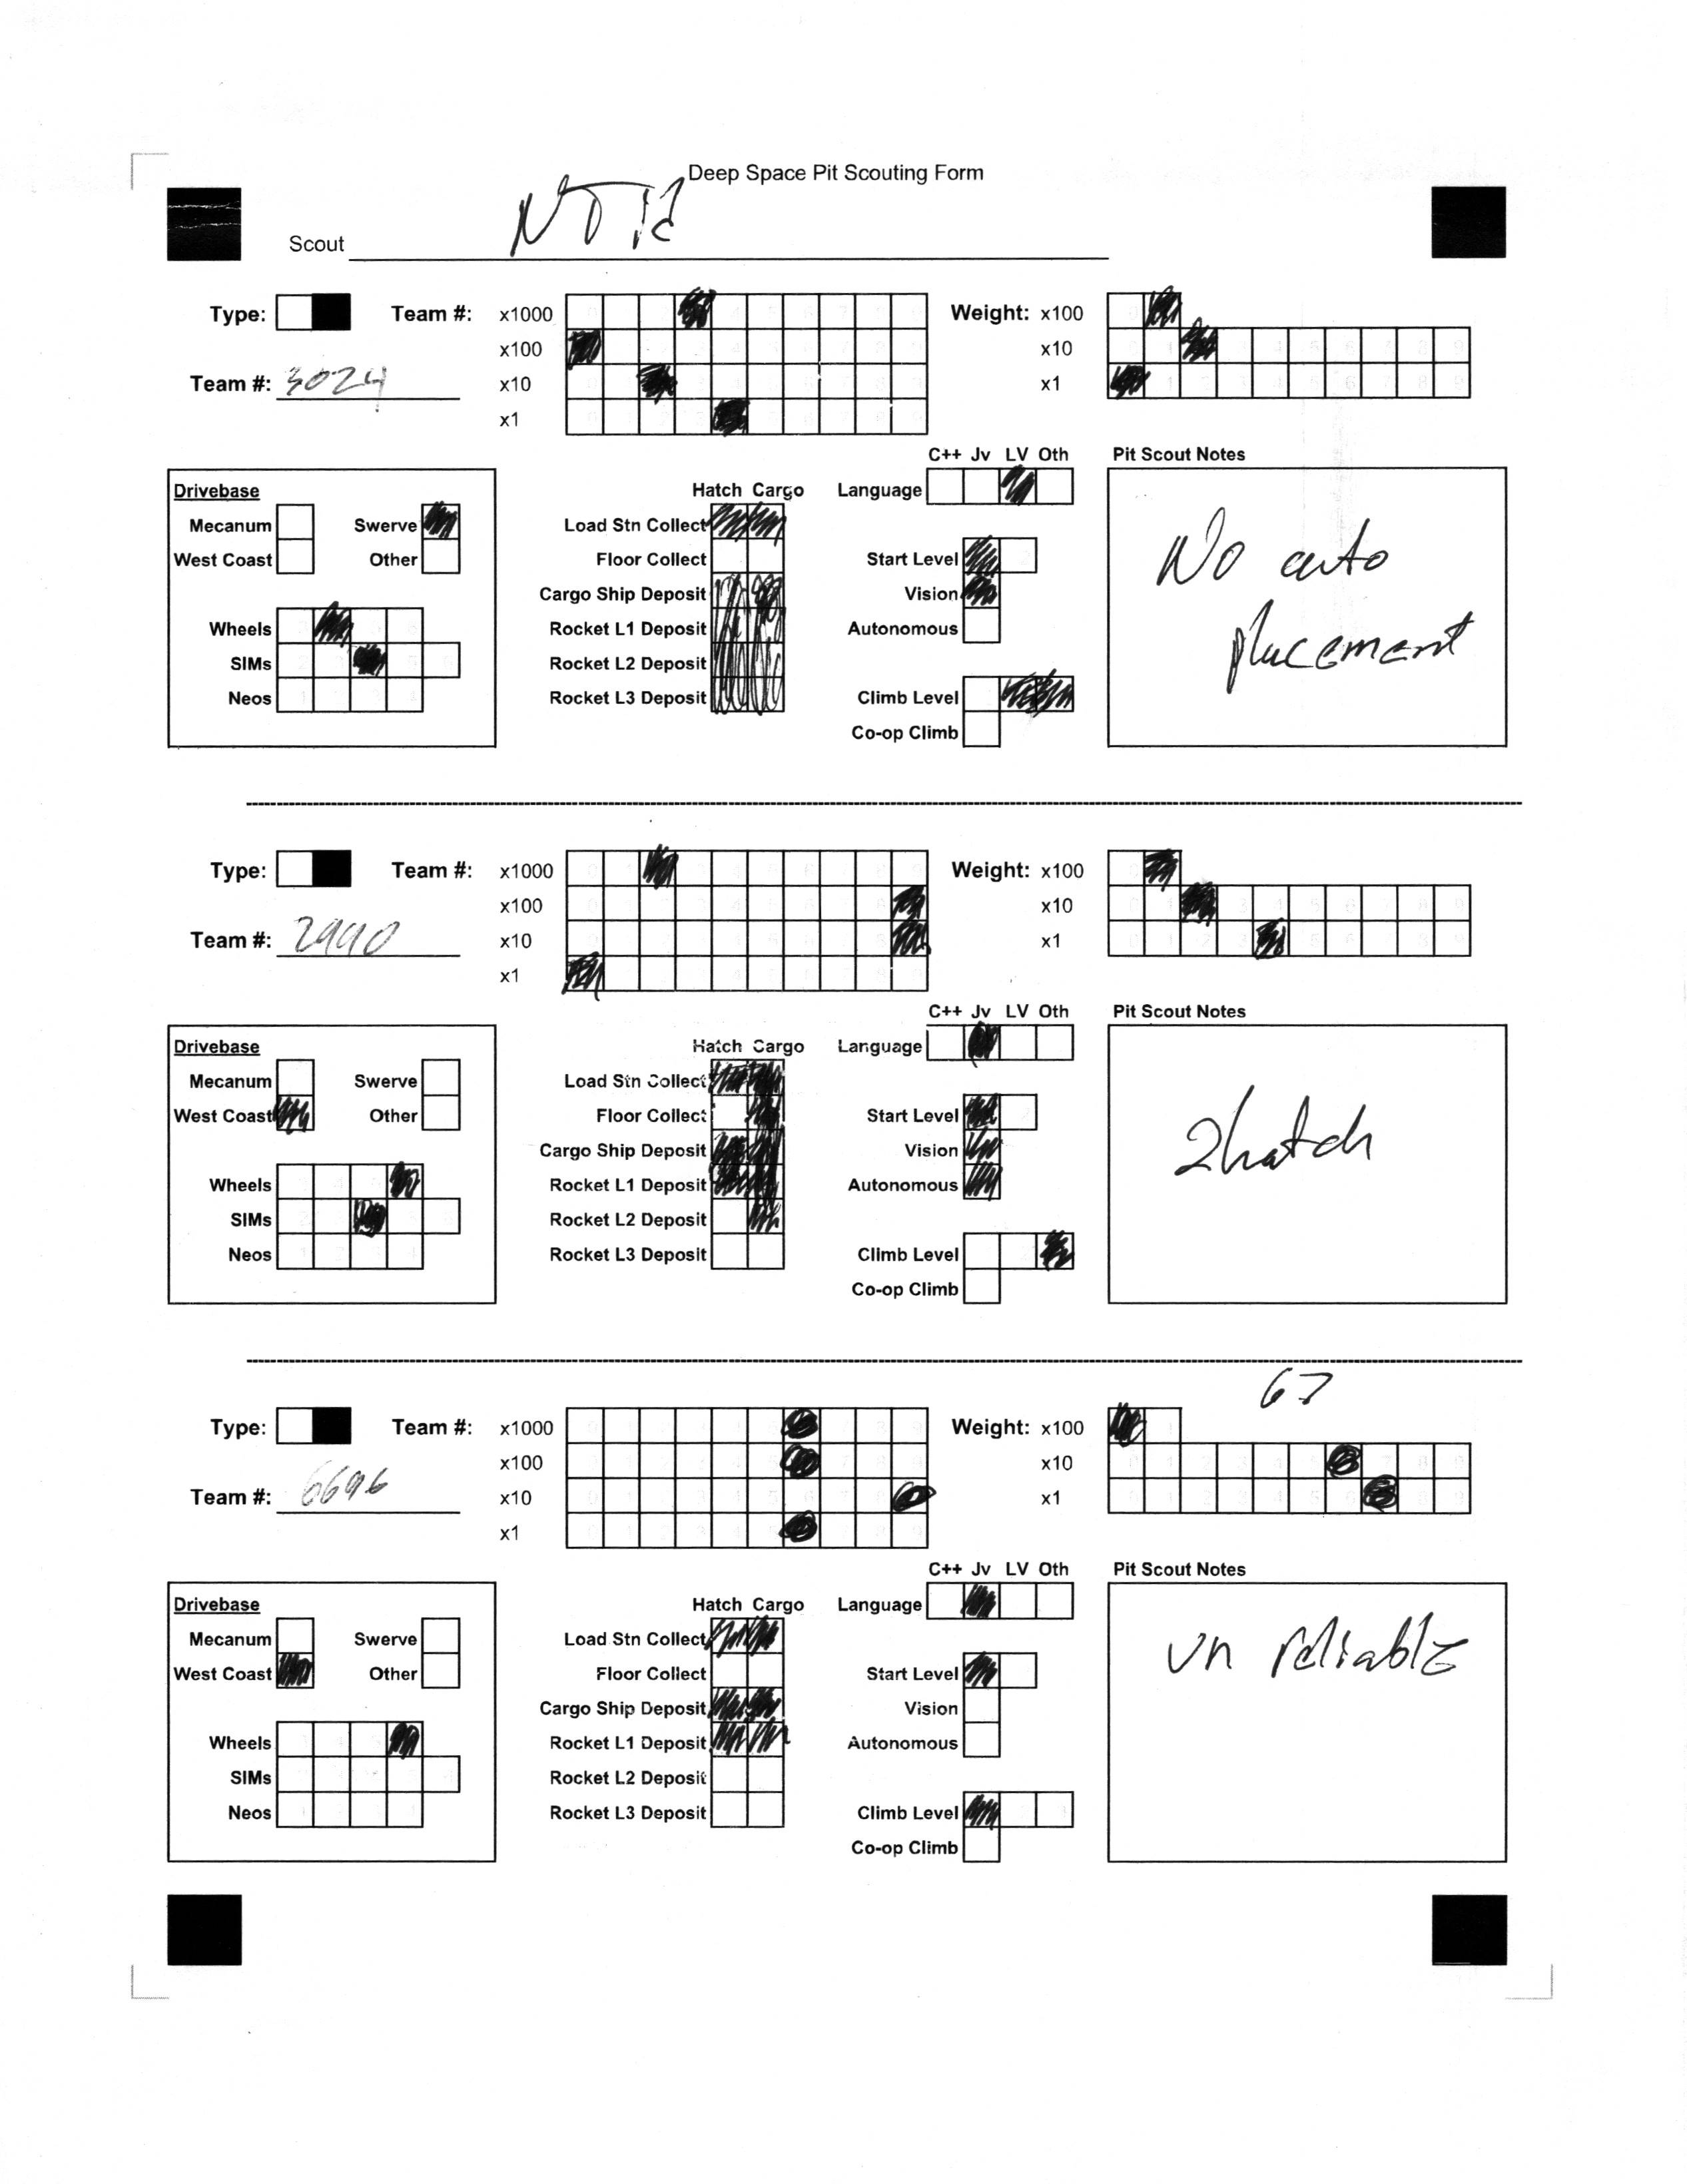 Deep Space Pit Scouting Form
Scout
Type: Team #: x1000 Weight: x100
x100 x10
Team #: 3024 x10 x1
x1
C++ Jv LV Oth Pit Scout Notes
Drivebase Hatch Cargo Language
Mecanum Swerve Load Stn Collect
West Coast Other Floor Collect Start Level No auto
Cargo Ship Deposit Vision
Wheels Rocket L1 Deposit Autonomous placement
SIMs Rocket L2 Deposit
Neos Rocket L3 Deposit Climb Level
Co-op Climb
Type: Team #: x1000 Weight: x100
x100 x10
Team #: 2990 x10 x1
x1
C++ Jv LV Oth Pit Scout Notes
Drivebase Hatch Cargo Language
Mecanum Swerve Load Stn Collect
West Coast Other Floor Collect Start Level
Cargo Ship Deposit Vision 2hatch
Wheels Rocket L1 Deposit Autonomous
SIMs Rocket L2 Deposit
Neos Rocket L3 Deposit Climb Level
Co-op Climb
67
Type: Team #: x1000 Weight: x100
x100 x10
Team #: 6696 x10 x1
x1
C++ Jv LV Oth Pit Scout Notes
Drivebase Hatch Cargo Language
Mecanum Swerve Load Stn Collect un reliable
West Coast Other Floor Collect Start Level
Cargo Ship Deposit Vision
Wheels Rocket L1 Deposit Autonomous
SIMs Rocket L2 Deposit
Neos Rocket L3 Deposit Climb Level
Co-op Climb